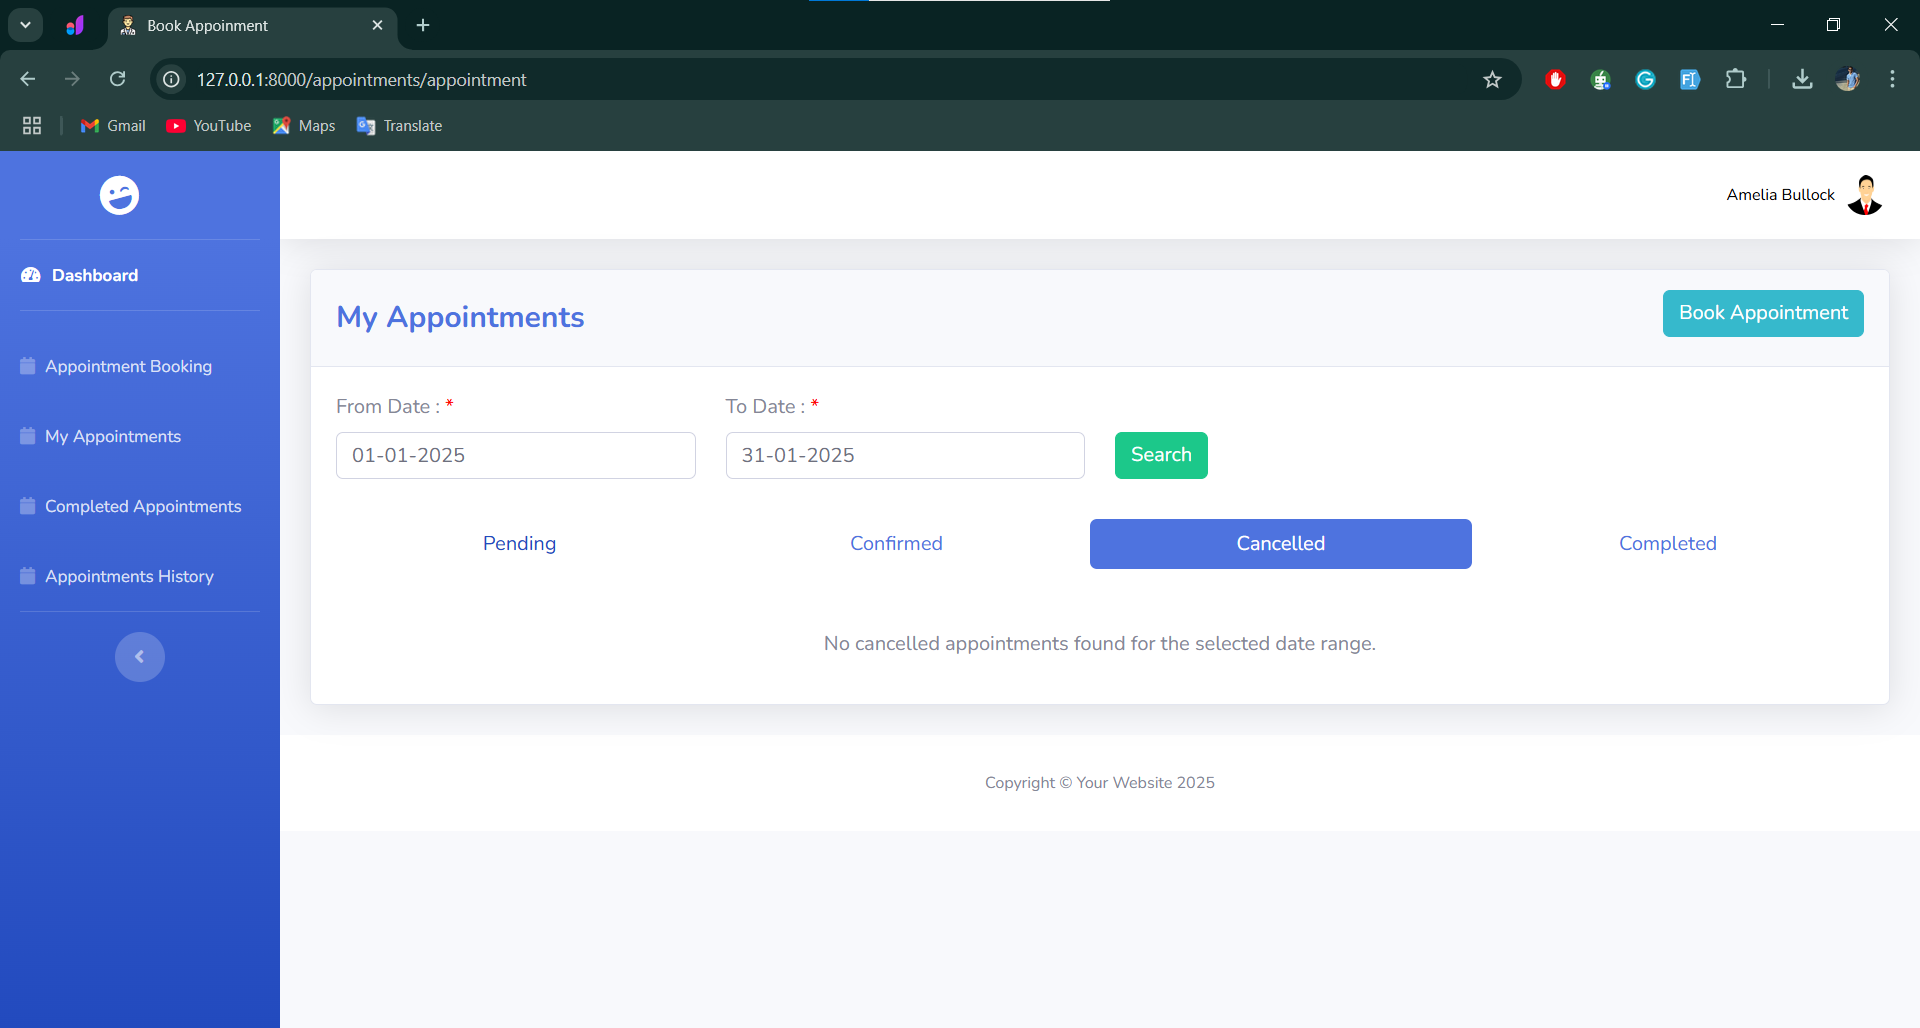 Book Appoinment
127.0.0.1:8000/appointments/appointment
Gmail YouTube Maps Translate
Amelia Bullock
Dashboard
Appointment Booking
My Appointments
Completed Appointments
Appointments History
My Appointments
Book Appointment
From Date : * To Date : *
01-01-2025 31-01-2025 Search
Pending Confirmed Cancelled Completed
No cancelled appointments found for the selected date range.
Copyright © Your Website 2025